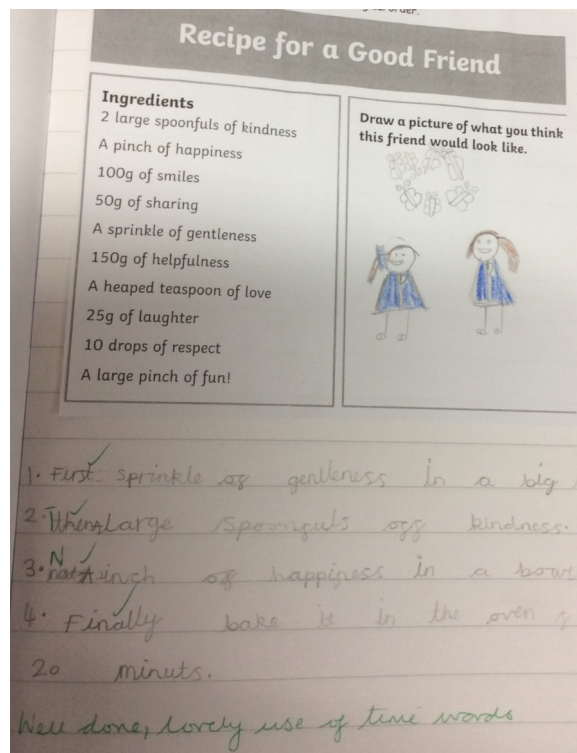 Recipe for a Good Friend
Ingredients
2 large spoonfuls of kindness
A pinch of happiness
100g of smiles
50g of sharing
A sprinkle of gentleness
150g of helpfulness
A heaped teaspoon of love
25g of laughter
10 drops of respect
A large pinch of fun!
Draw a picture of what you think
this friend would look like.
1. First sprinkle of gentleness in a big
2. Then Large Spoonfuls off kindness.
3. pinch of happiness in a bowl
4. Finally bake it in the oven
20 minuts.
Well done, lovely use of time words